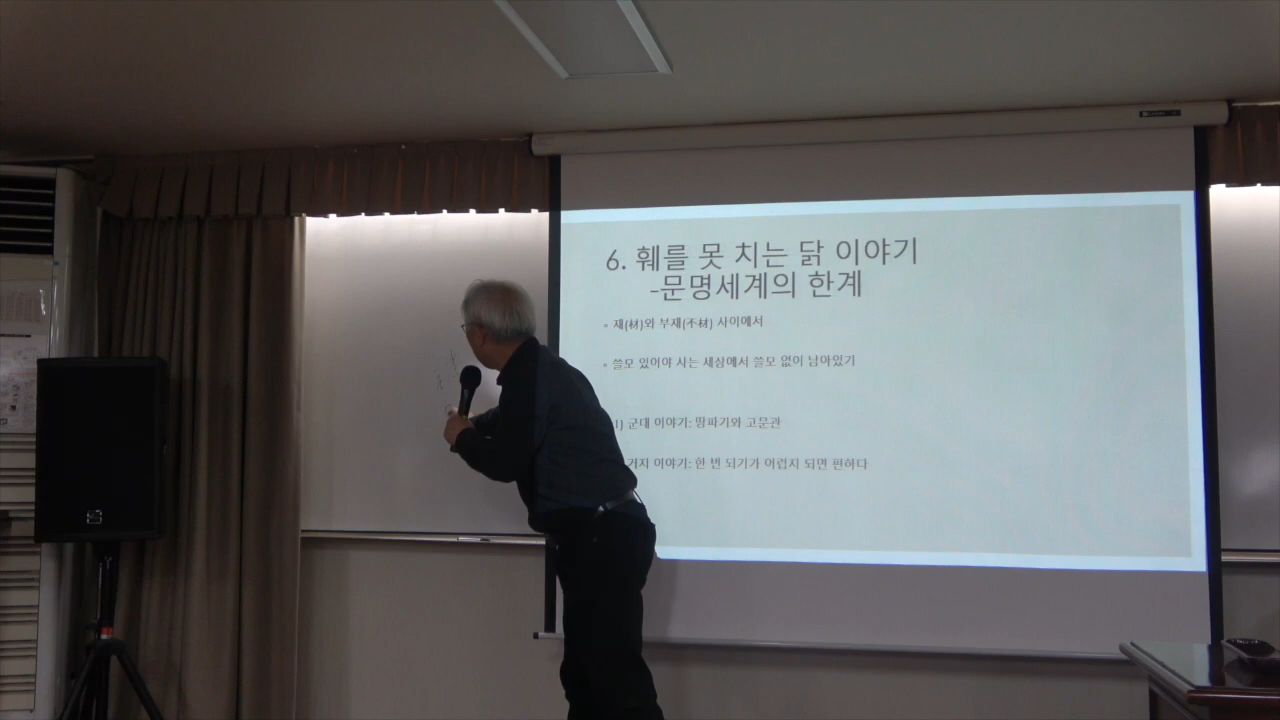 6. 훼를 못 치는 닭 이야기
-문명세계의 한계
• 재(材)와 부재(不材) 사이에서
• 쓸모 있어야 사는 세상에서 쓸모 없이 남아있기
1) 군대 이야기: 땅파기와 고문관
거지 이야기: 한 번 되기가 어렵지 되면 편하다